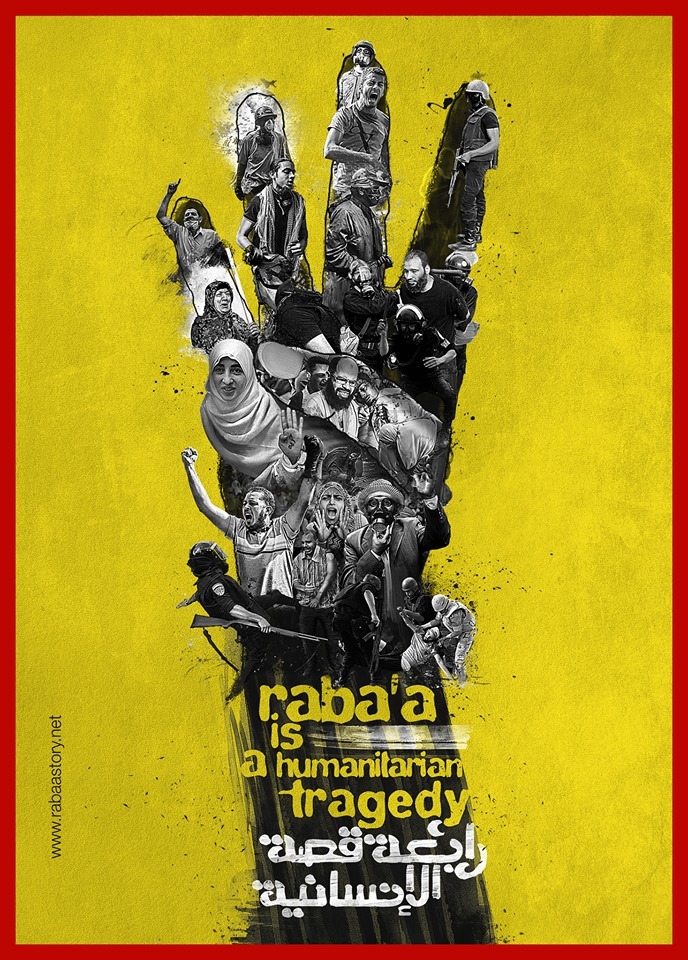 raba'a
is
a humanitarian
tragedy
رابعة قصة
الإنسانية
www.rabaastory.net